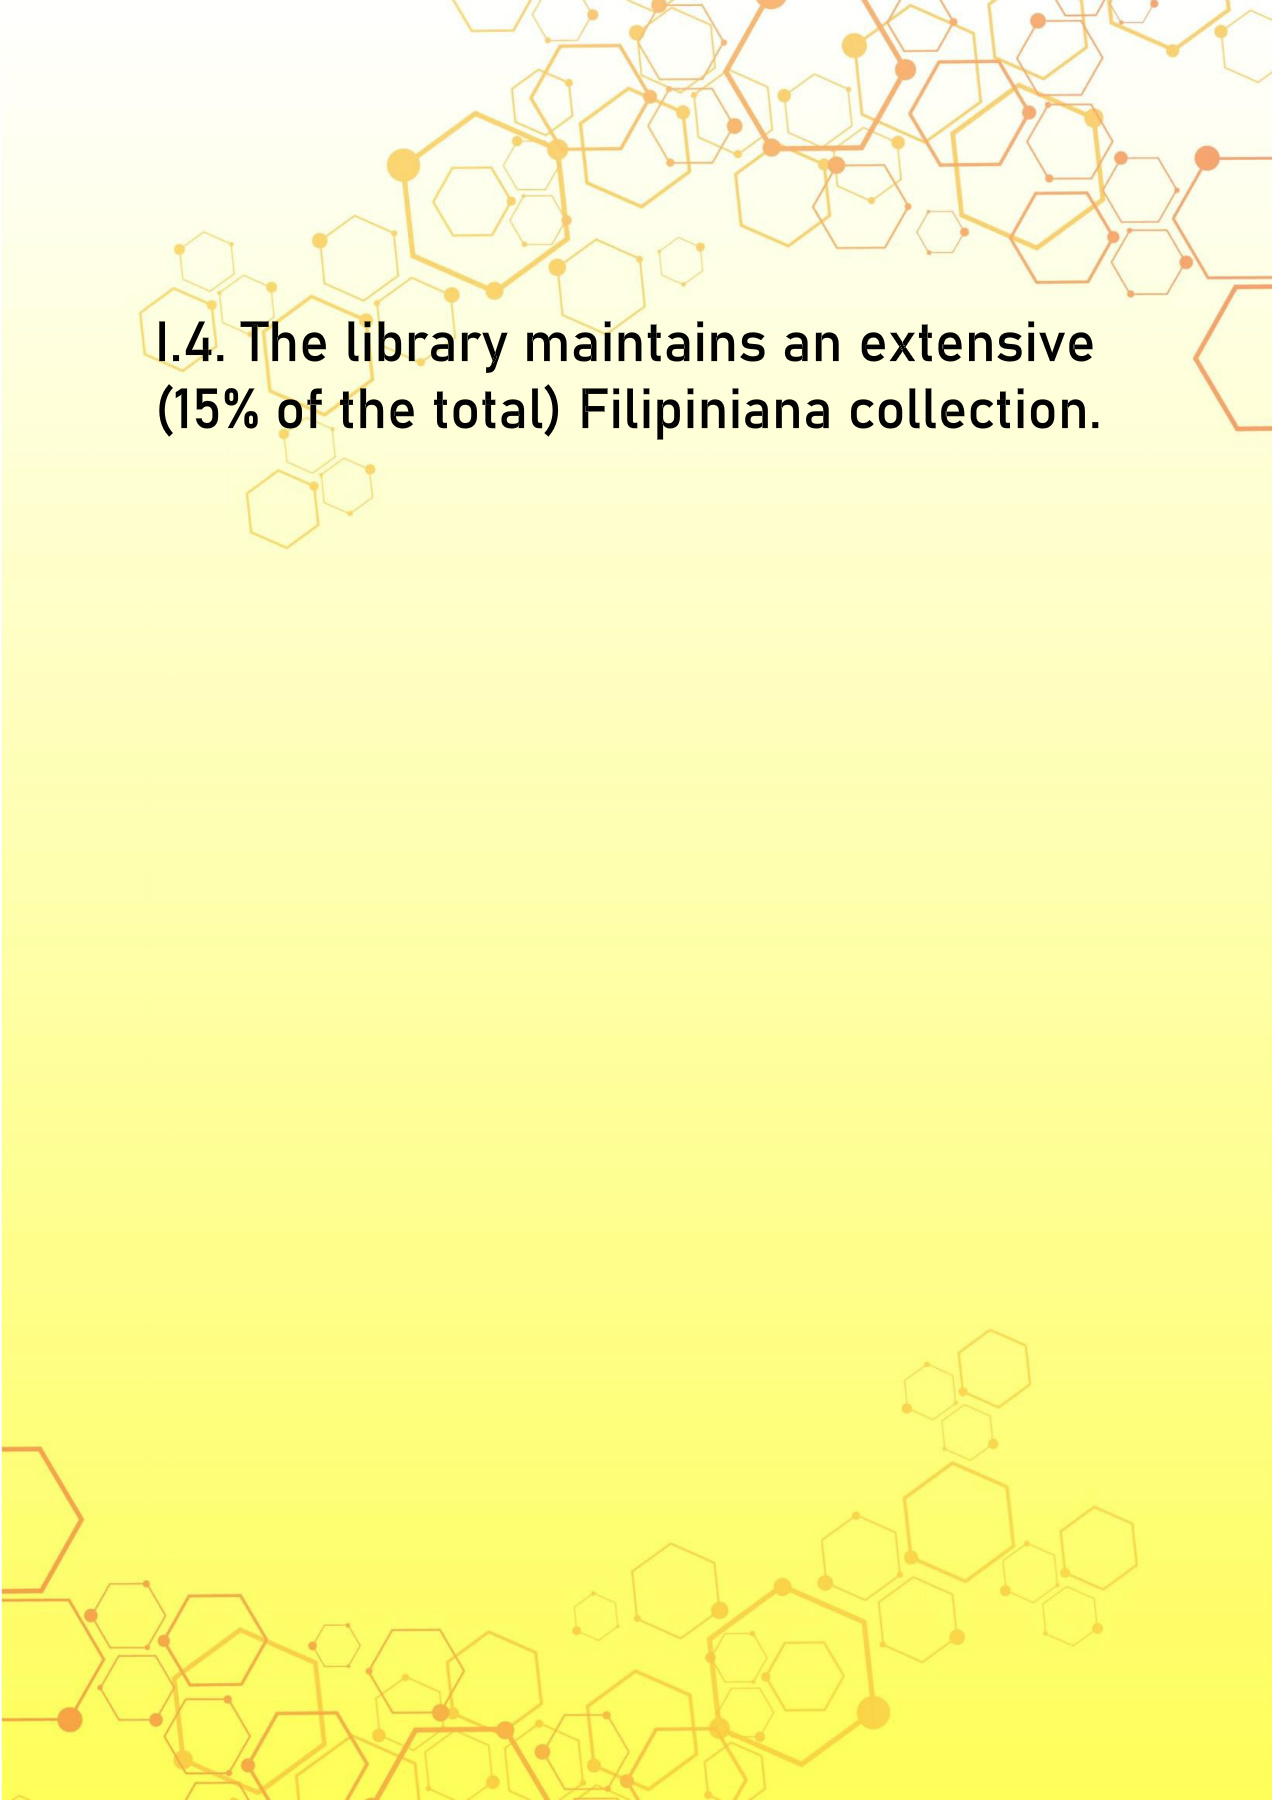 I.4. The library maintains an extensive
(15% of the total) Filipiniana collection.